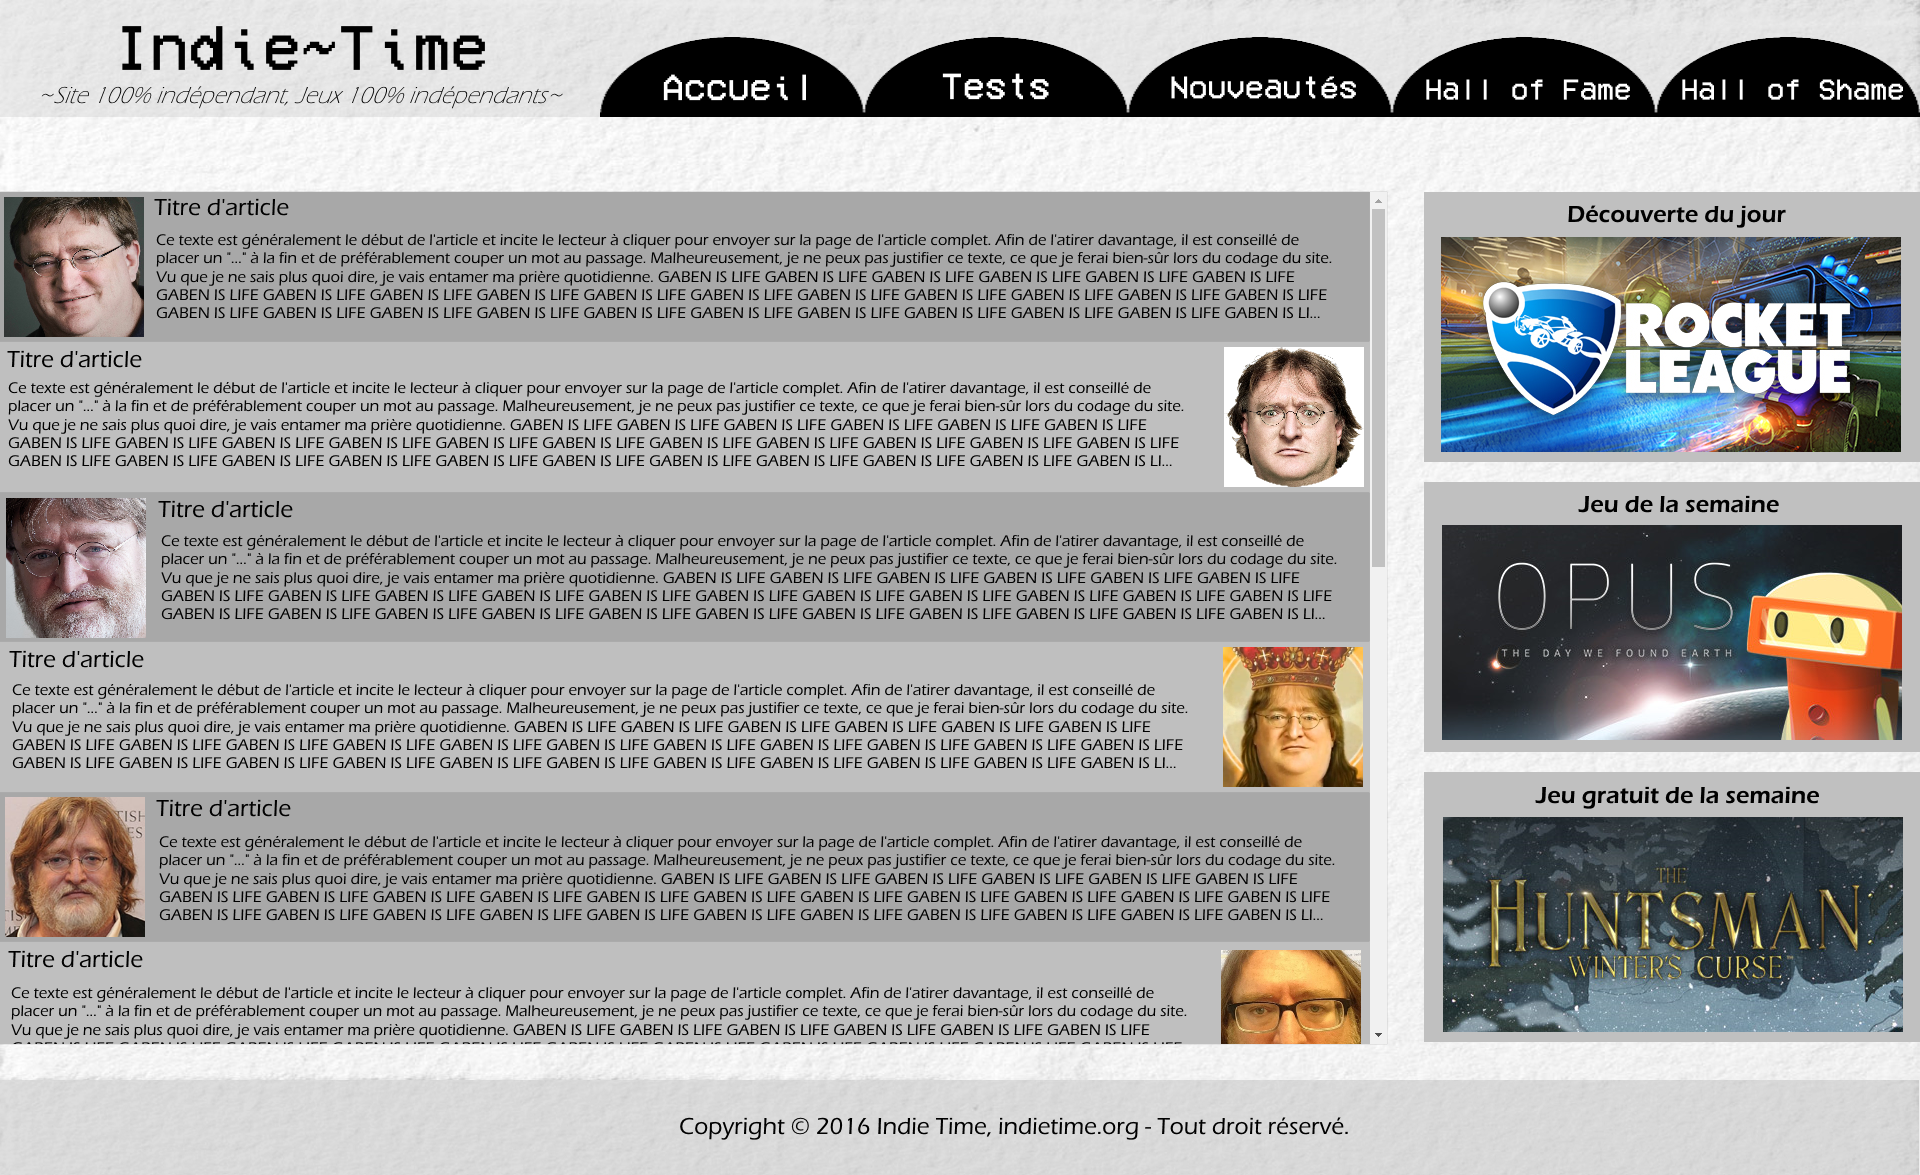 Indie~Time
~Site 100% indépendant, Jeux 100% indépendants~
Accueil
Tests
Nouveautés
Hall of Fame
Hall of Shame
Titre d'article
Ce texte est généralement le début de l'article et incite le lecteur à cliquer pour envoyer sur la page de l'article complet. Afin de l'atirer davantage, il est conseillé de
placer un "..." à la fin et de préférablement couper un mot au passage. Malheureusement, je ne peux pas justifier ce texte, ce que je ferai bien-sûr lors du codage du site.
Vu que je ne sais plus quoi dire, je vais entamer ma prière quotidienne. GABEN IS LIFE GABEN IS LIFE GABEN IS LIFE GABEN IS LIFE GABEN IS LIFE GABEN IS LIFE
GABEN IS LIFE GABEN IS LIFE GABEN IS LIFE GABEN IS LIFE GABEN IS LIFE GABEN IS LIFE GABEN IS LIFE GABEN IS LIFE GABEN IS LIFE GABEN IS LIFE GABEN IS LIFE
GABEN IS LIFE GABEN IS LIFE GABEN IS LIFE GABEN IS LIFE GABEN IS LIFE GABEN IS LIFE GABEN IS LIFE GABEN IS LIFE GABEN IS LIFE GABEN IS LIFE GABEN IS LI...
Titre d'article
Ce texte est généralement le début de l'article et incite le lecteur à cliquer pour envoyer sur la page de l'article complet. Afin de l'atirer davantage, il est conseillé de
placer un "..." à la fin et de préférablement couper un mot au passage. Malheureusement, je ne peux pas justifier ce texte, ce que je ferai bien-sûr lors du codage du site.
Vu que je ne sais plus quoi dire, je vais entamer ma prière quotidienne. GABEN IS LIFE GABEN IS LIFE GABEN IS LIFE GABEN IS LIFE GABEN IS LIFE GABEN IS LIFE
GABEN IS LIFE GABEN IS LIFE GABEN IS LIFE GABEN IS LIFE GABEN IS LIFE GABEN IS LIFE GABEN IS LIFE GABEN IS LIFE GABEN IS LIFE GABEN IS LIFE GABEN IS LIFE
GABEN IS LIFE GABEN IS LIFE GABEN IS LIFE GABEN IS LIFE GABEN IS LIFE GABEN IS LIFE GABEN IS LIFE GABEN IS LIFE GABEN IS LIFE GABEN IS LIFE GABEN IS LI...
Titre d'article
Ce texte est généralement le début de l'article et incite le lecteur à cliquer pour envoyer sur la page de l'article complet. Afin de l'atirer davantage, il est conseillé de
placer un "..." à la fin et de préférablement couper un mot au passage. Malheureusement, je ne peux pas justifier ce texte, ce que je ferai bien-sûr lors du codage du site.
Vu que je ne sais plus quoi dire, je vais entamer ma prière quotidienne. GABEN IS LIFE GABEN IS LIFE GABEN IS LIFE GABEN IS LIFE GABEN IS LIFE GABEN IS LIFE
GABEN IS LIFE GABEN IS LIFE GABEN IS LIFE GABEN IS LIFE GABEN IS LIFE GABEN IS LIFE GABEN IS LIFE GABEN IS LIFE GABEN IS LIFE GABEN IS LIFE GABEN IS LIFE
GABEN IS LIFE GABEN IS LIFE GABEN IS LIFE GABEN IS LIFE GABEN IS LIFE GABEN IS LIFE GABEN IS LIFE GABEN IS LIFE GABEN IS LIFE GABEN IS LIFE GABEN IS LI...
Titre d'article
Ce texte est généralement le début de l'article et incite le lecteur à cliquer pour envoyer sur la page de l'article complet. Afin de l'atirer davantage, il est conseillé de
placer un "..." à la fin et de préférablement couper un mot au passage. Malheureusement, je ne peux pas justifier ce texte, ce que je ferai bien-sûr lors du codage du site.
Vu que je ne sais plus quoi dire, je vais entamer ma prière quotidienne. GABEN IS LIFE GABEN IS LIFE GABEN IS LIFE GABEN IS LIFE GABEN IS LIFE GABEN IS LIFE
GABEN IS LIFE GABEN IS LIFE GABEN IS LIFE GABEN IS LIFE GABEN IS LIFE GABEN IS LIFE GABEN IS LIFE GABEN IS LIFE GABEN IS LIFE GABEN IS LIFE GABEN IS LIFE
GABEN IS LIFE GABEN IS LIFE GABEN IS LIFE GABEN IS LIFE GABEN IS LIFE GABEN IS LIFE GABEN IS LIFE GABEN IS LIFE GABEN IS LIFE GABEN IS LIFE GABEN IS LI...
Titre d'article
Ce texte est généralement le début de l'article et incite le lecteur à cliquer pour envoyer sur la page de l'article complet. Afin de l'atirer davantage, il est conseillé de
placer un "..." à la fin et de préférablement couper un mot au passage. Malheureusement, je ne peux pas justifier ce texte, ce que je ferai bien-sûr lors du codage du site.
Vu que je ne sais plus quoi dire, je vais entamer ma prière quotidienne. GABEN IS LIFE GABEN IS LIFE GABEN IS LIFE GABEN IS LIFE GABEN IS LIFE GABEN IS LIFE
GABEN IS LIFE GABEN IS LIFE GABEN IS LIFE GABEN IS LIFE GABEN IS LIFE GABEN IS LIFE GABEN IS LIFE GABEN IS LIFE GABEN IS LIFE GABEN IS LIFE GABEN IS LIFE
GABEN IS LIFE GABEN IS LIFE GABEN IS LIFE GABEN IS LIFE GABEN IS LIFE GABEN IS LIFE GABEN IS LIFE GABEN IS LIFE GABEN IS LIFE GABEN IS LIFE GABEN IS LI...
Titre d'article
Ce texte est généralement le début de l'article et incite le lecteur à cliquer pour envoyer sur la page de l'article complet. Afin de l'atirer davantage, il est conseillé de
placer un "..." à la fin et de préférablement couper un mot au passage. Malheureusement, je ne peux pas justifier ce texte, ce que je ferai bien-sûr lors du codage du site.
Vu que je ne sais plus quoi dire, je vais entamer ma prière quotidienne. GABEN IS LIFE GABEN IS LIFE GABEN IS LIFE GABEN IS LIFE GABEN IS LIFE GABEN IS LIFE
Découverte du jour
ROCKET
LEAGUE
Jeu de la semaine
OPUS
THE DAY WE FOUND EARTH
Jeu gratuit de la semaine
THE
HUNTSMAN:
WINTER'S CURSE
Copyright © 2016 Indie Time, indietime.org - Tout droit réservé.